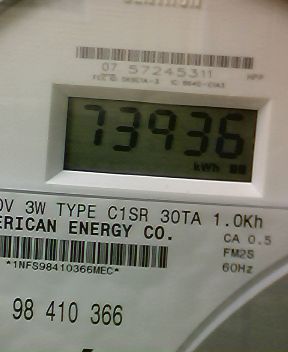 07 57245311
HPP
73936
kWh
0V 3W TYPE C1SR 30TA 1.0Kh
ERICAN ENERGY CO.
CA 0.5
FM2S
60Hz
*1NFS98410366MEC*
98 410 366